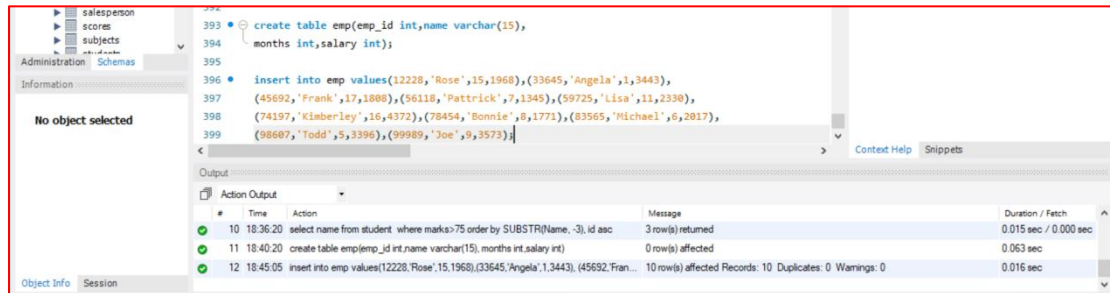 salesperson
scores
subjects
students
Administration Schemas
Information
No object selected
Object Info Session
392
393 create table emp(emp_id int,name varchar(15),
394 months int,salary int);
395
396 insert into emp values(12228,'Rose',15,1968),(33645,'Angela',1,3443),
397 (45692,'Frank',17,1808),(56118,'Pattrick',7,1345),(59725,'Lisa',11,2330),
398 (74197,'Kimberley',16,4372),(78454,'Bonnie',8,1771),(83565,'Michael',6,2017),
399 (98607,'Todd',5,3396),(99989,'Joe',9,3573);
Context Help Snippets
Output
Action Output
# Time Action Message Duration / Fetch
10 18:36:20 select name from student where marks>75 order by SUBSTR(Name, -3), id asc 3 row(s) returned 0.015 sec / 0.000 sec
11 18:40:20 create table emp(emp_id int,name varchar(15), months int,salary int) 0 row(s) affected 0.063 sec
12 18:45:05 insert into emp values(12228,'Rose',15,1968),(33645,'Angela',1,3443), (45692,'Fran... 10 row(s) affected Records: 10 Duplicates: 0 Warnings: 0 0.016 sec